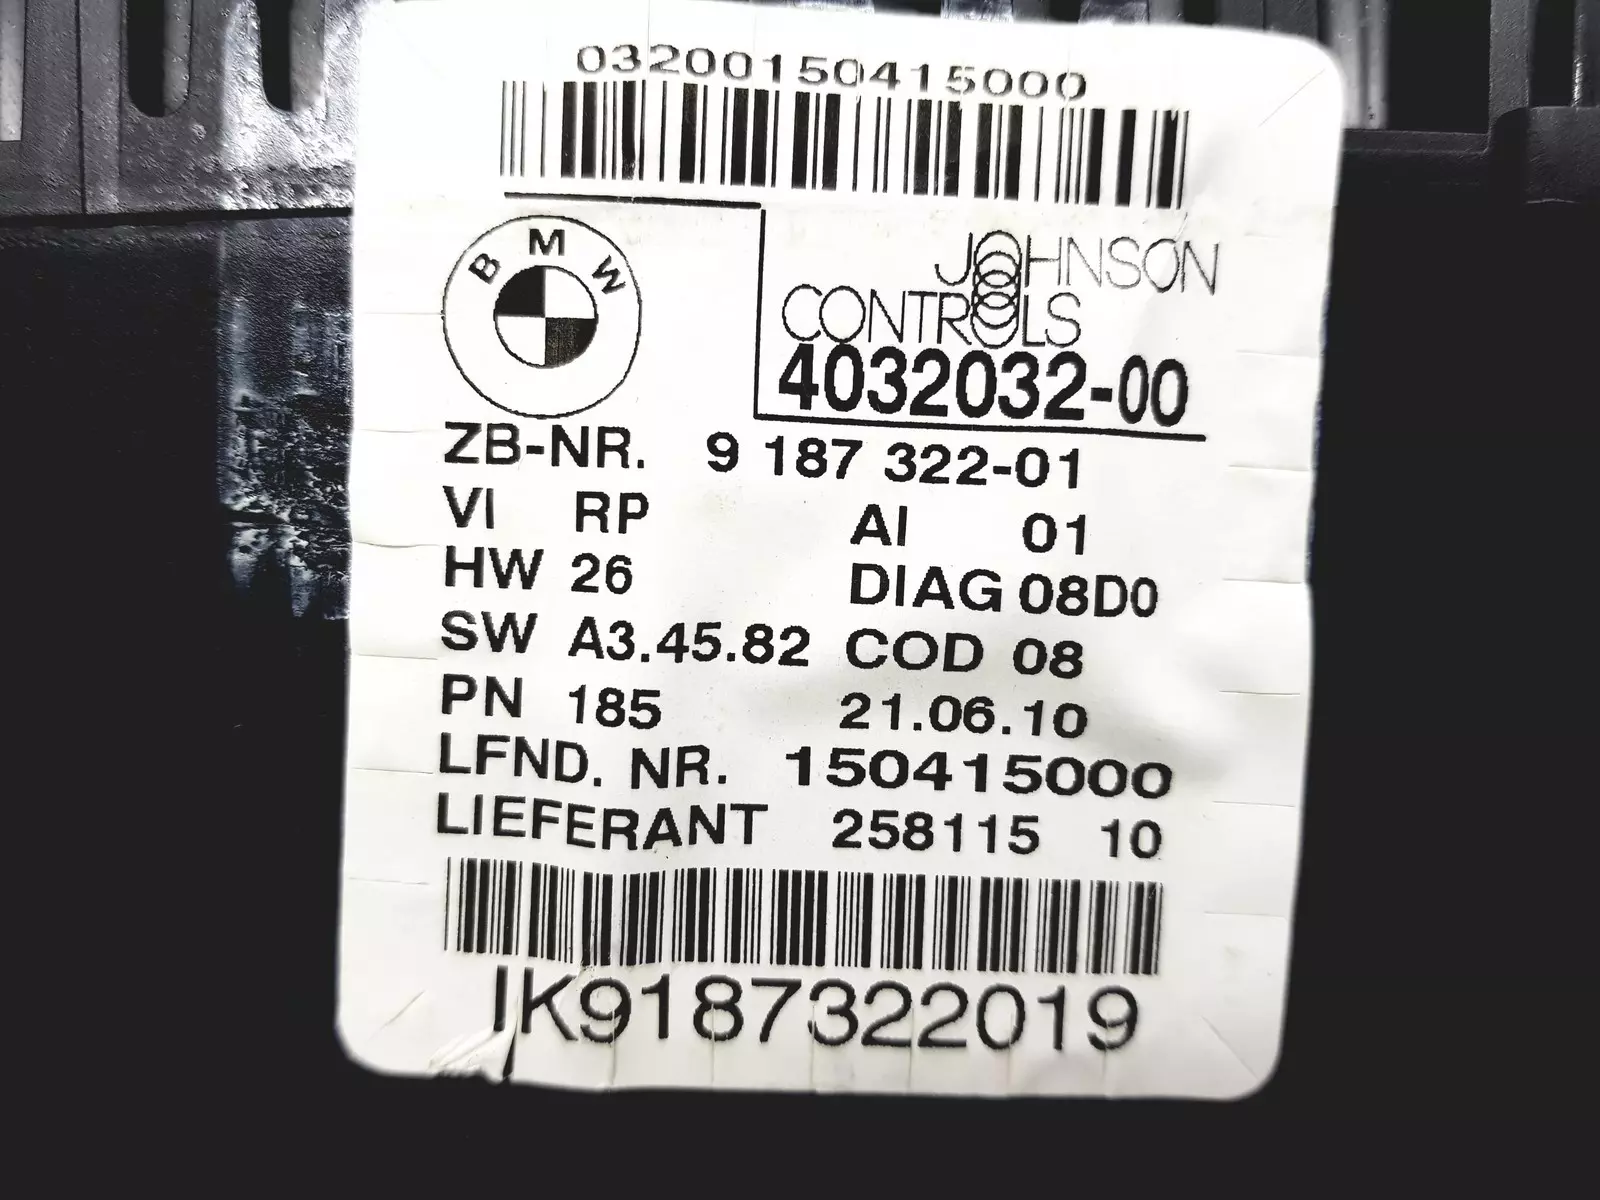 03200150415000
BMW
JOHNSON
CONTROLS
4032032-00
ZB-NR. 9 187 322-01
VI RP AI 01
HW 26 DIAG 08D0
SW A3.45.82 COD 08
PN 185 21.06.10
LFND. NR. 150415000
LIEFERANT 258115 10
IK9187322019